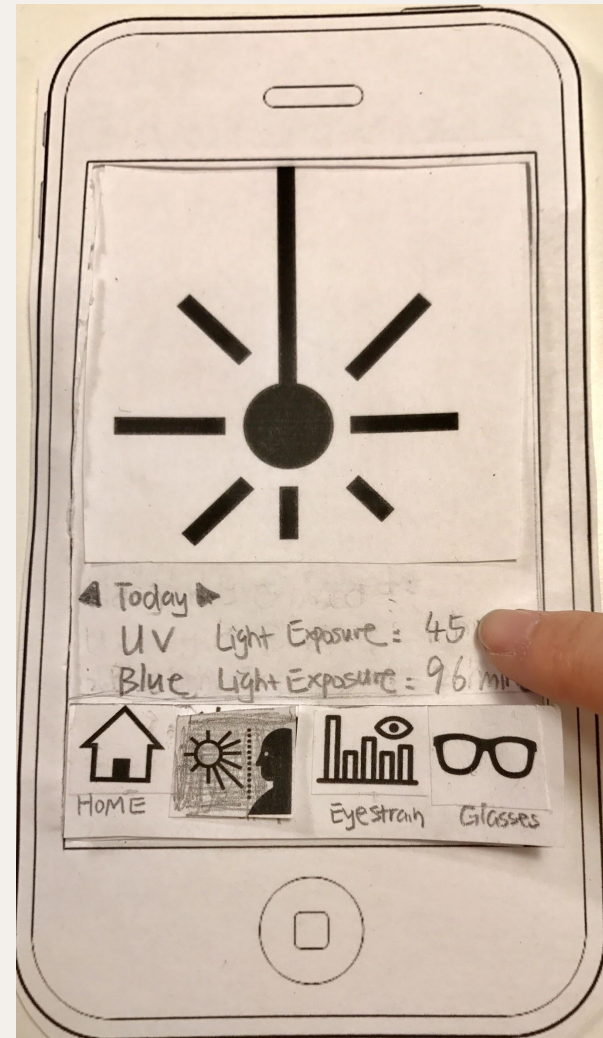 Today
UV Light Exposure: 45
Blue Light Exposure: 96
HOME
Eyestrain
Glasses